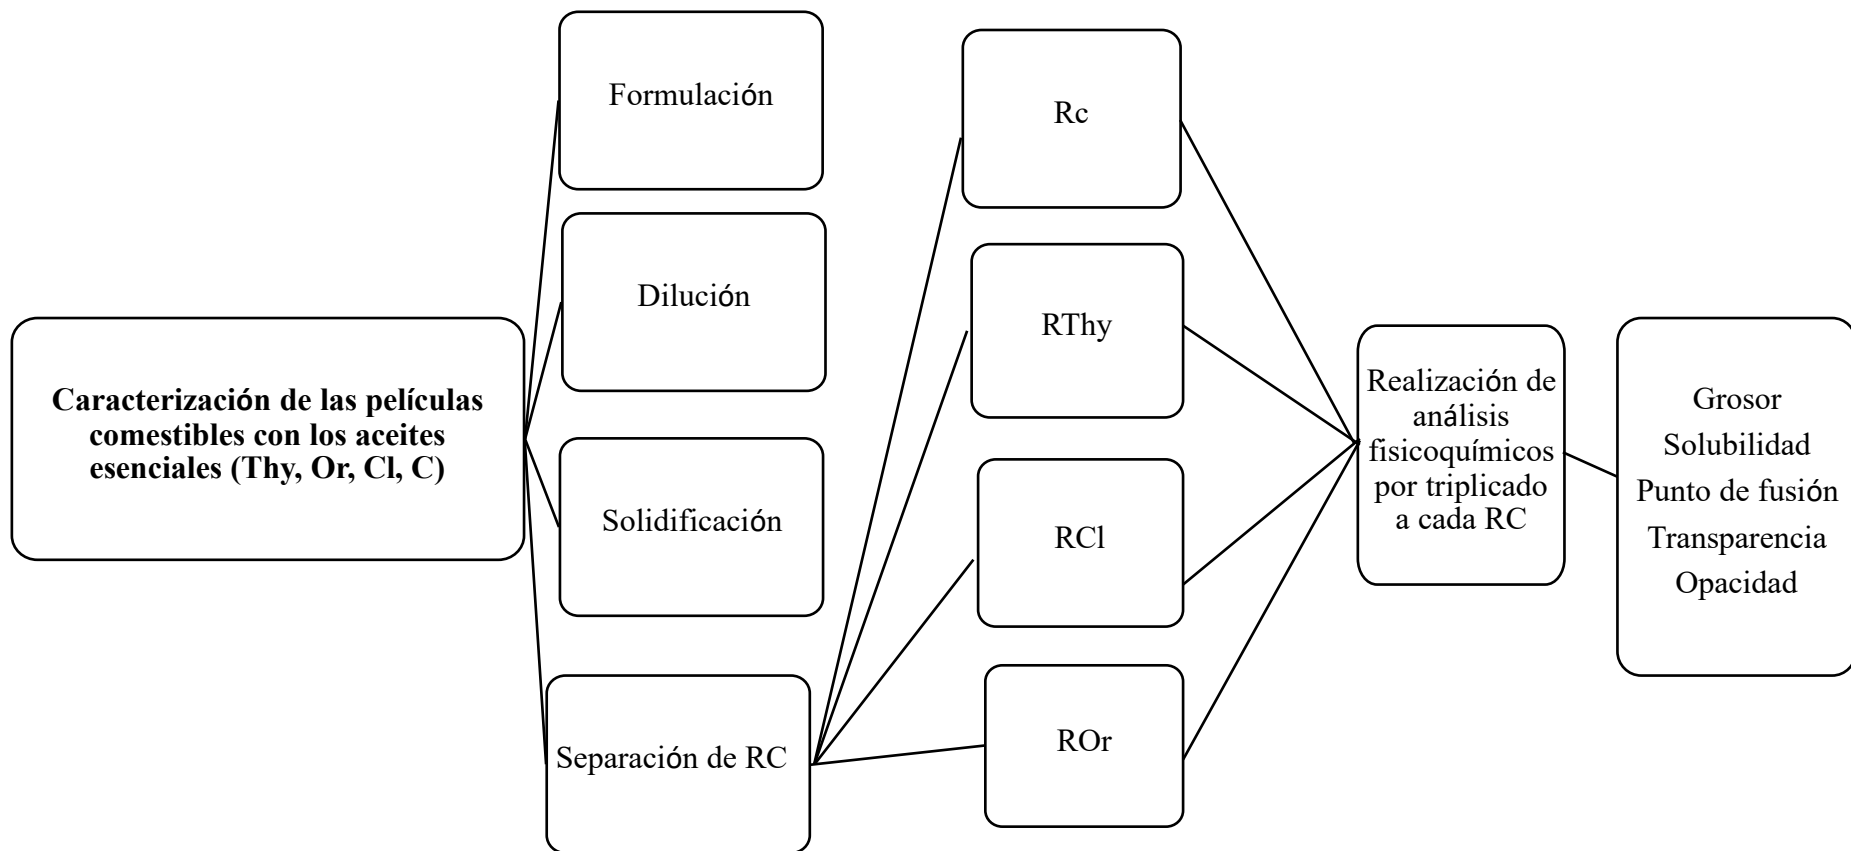 Caracterización de las películas
comestibles con los aceites
esenciales (Thy, Or, Cl, C)
Formulación
Dilución
Solidificación
Separación de RC
Rc
RThy
RCl
ROr
Realización de
análisis
fisicoquímicos
por triplicado
a cada RC
Grosor
Solubilidad
Punto de fusión
Transparencia
Opacidad